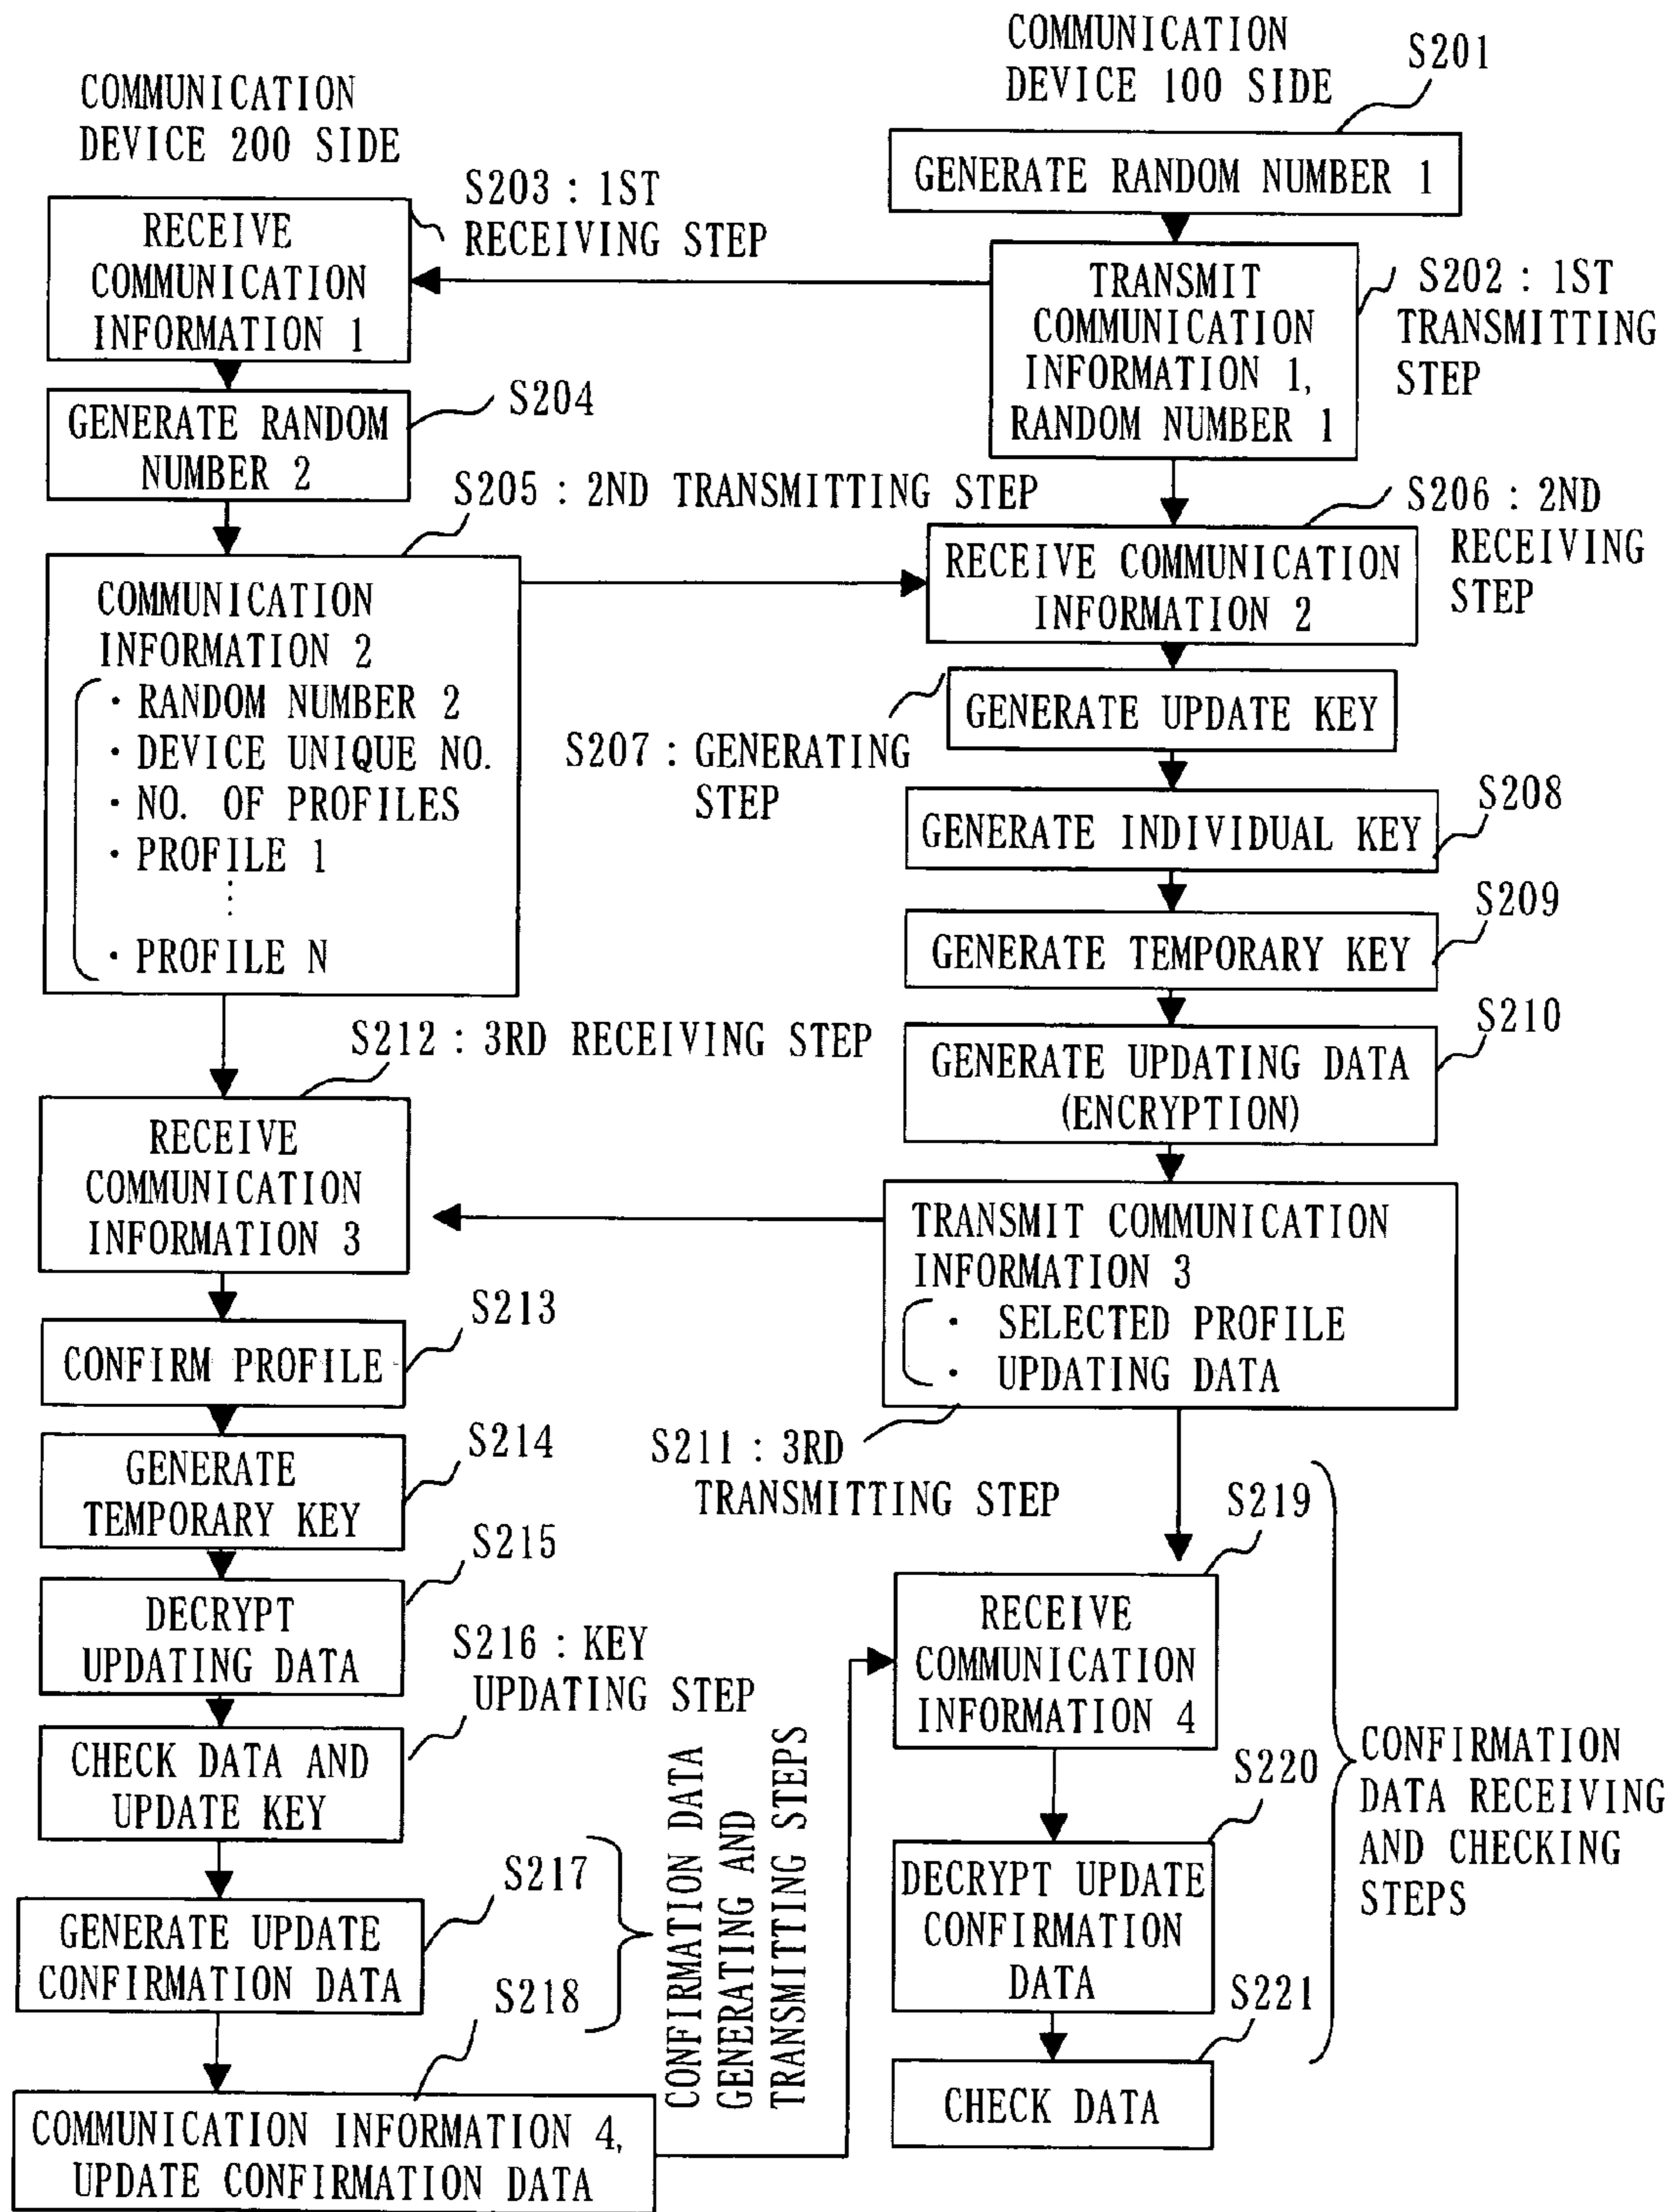 COMMUNICATION
DEVICE 100 SIDE
S201
COMMUNICATION
DEVICE 200 SIDE
GENERATE RANDOM NUMBER 1
S203 : 1ST
RECEIVING STEP
RECEIVE
COMMUNICATION
INFORMATION 1
TRANSMIT
COMMUNICATION
INFORMATION 1,
RANDOM NUMBER 1
S202 : 1ST
TRANSMITTING
STEP
S204
GENERATE RANDOM
NUMBER 2
S205 : 2ND TRANSMITTING STEP
S206 : 2ND
RECEIVING
STEP
RECEIVE COMMUNICATION
INFORMATION 2
COMMUNICATION
INFORMATION 2
· RANDOM NUMBER 2
· DEVICE UNIQUE NO.
· NO. OF PROFILES
· PROFILE 1
⋮
· PROFILE N
GENERATE UPDATE KEY
S207 : GENERATING
STEP
S208
GENERATE INDIVIDUAL KEY
S209
GENERATE TEMPORARY KEY
S210
GENERATE UPDATING DATA
(ENCRYPTION)
S212 : 3RD RECEIVING STEP
RECEIVE
COMMUNICATION
INFORMATION 3
TRANSMIT COMMUNICATION
INFORMATION 3
· SELECTED PROFILE
· UPDATING DATA
S211 : 3RD
TRANSMITTING STEP
S213
CONFIRM PROFILE
S214
GENERATE
TEMPORARY KEY
S215
DECRYPT
UPDATING DATA
S216 : KEY
UPDATING STEP
CHECK DATA AND
UPDATE KEY
S217
GENERATE UPDATE
CONFIRMATION DATA
S218
CONFIRMATION DATA
GENERATING AND
TRANSMITTING STEPS
COMMUNICATION INFORMATION 4,
UPDATE CONFIRMATION DATA
S219
RECEIVE
COMMUNICATION
INFORMATION 4
S220
DECRYPT UPDATE
CONFIRMATION
DATA
S221
CHECK DATA
CONFIRMATION
DATA RECEIVING
AND CHECKING
STEPS